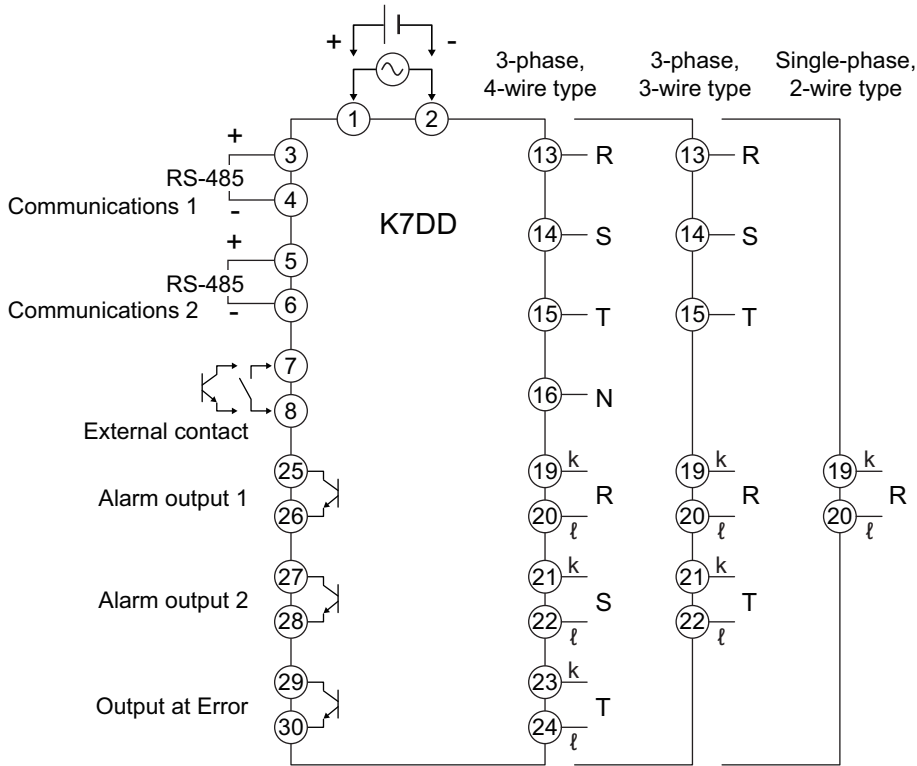 + -
3-phase,
4-wire type
3-phase,
3-wire type
Single-phase,
2-wire type
1 2
K7DD
+
3
RS-485
4
Communications 1
-
+
5
RS-485
6
Communications 2
-
7
8
External contact
25
Alarm output 1
26
27
Alarm output 2
28
29
Output at Error
30
13 R
14 S
15 T
16 N
19 k
R
20 ℓ
21 k
S
22 ℓ
23 k
T
24 ℓ
13 R
14 S
15 T
19 k
R
20 ℓ
21 k
T
22 ℓ
19 k
R
20 ℓ